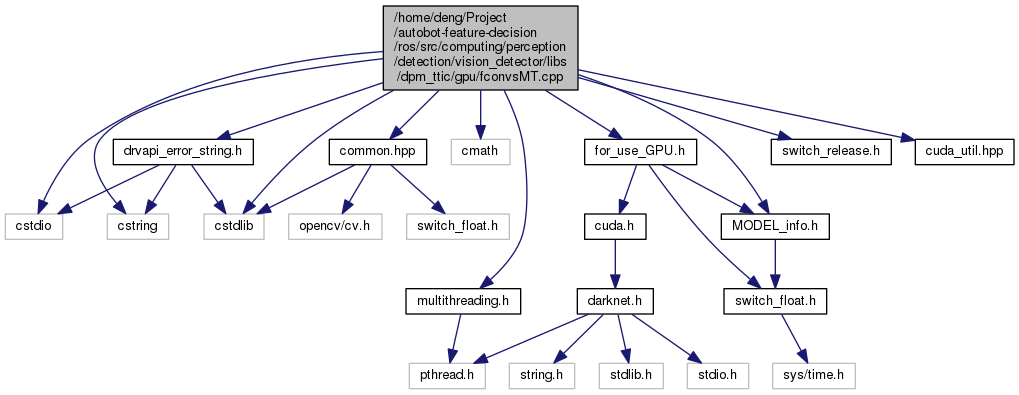 /home/deng/Project
/autobot-feature-decision
/ros/src/computing/perception
/detection/vision_detector/libs
/dpm_ttic/gpu/fconvsMT.cpp
drvapi_error_string.h
common.hpp
cmath
for_use_GPU.h
switch_release.h
cuda_util.hpp
cstdio
cstring
cstdlib
opencv/cv.h
switch_float.h
cuda.h
MODEL_info.h
multithreading.h
darknet.h
switch_float.h
pthread.h
string.h
stdlib.h
stdio.h
sys/time.h